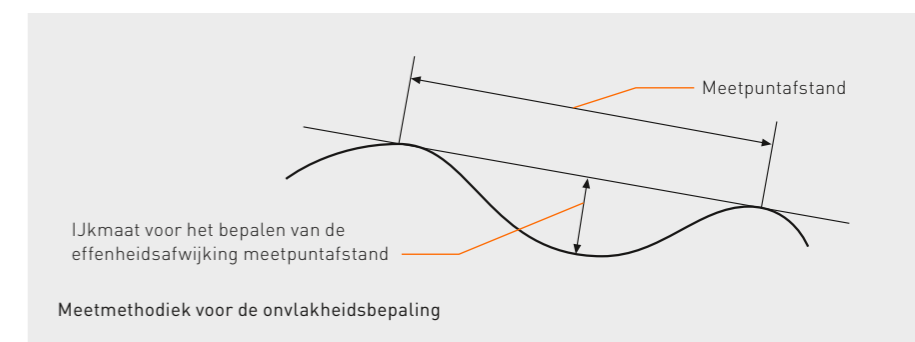 Meetpuntafstand
IJkmaat voor het bepalen van de
effenheidsafwijking meetpuntafstand
Meetmethodiek voor de onvlakheidsbepaling